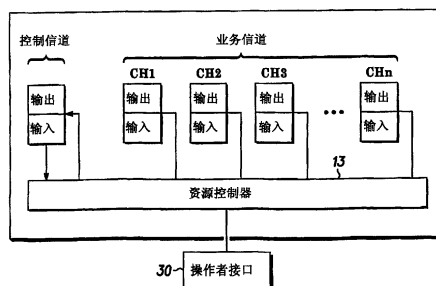 控制信道
业务信道
CH1 CH2 CH3 CHn
输出 输出 输出 输出 ••• 输出
输入 输入 输入 输入 输入
13
资源控制器
30 操作者接口